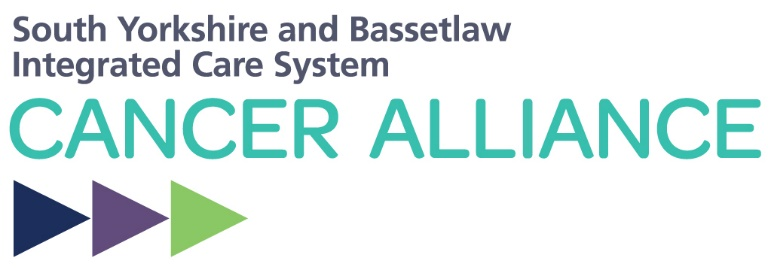 South Yorkshire and Bassetlaw
Integrated Care System
CANCER ALLIANCE